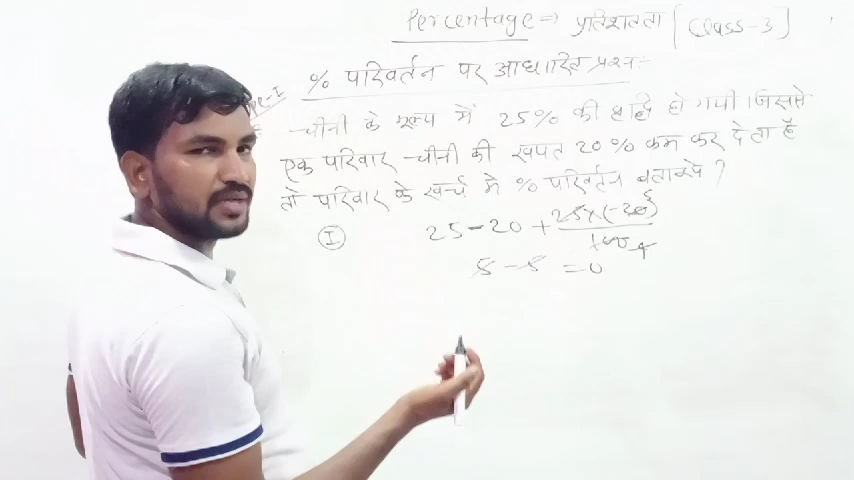 Percentage ⇒ प्रतिशतता [Class-3]
% परिवर्तन पर आधारित प्रश्न:-
चीनी के मूल्य में 25% की वृद्धि हो गयी। जिससे
एक परिवार चीनी की खपत 20% कम कर देता है
तो परिवार के खर्च मे % परिवर्तन बताइये?
(I) 25-20+ 25×(-20)/100
5-5 =0